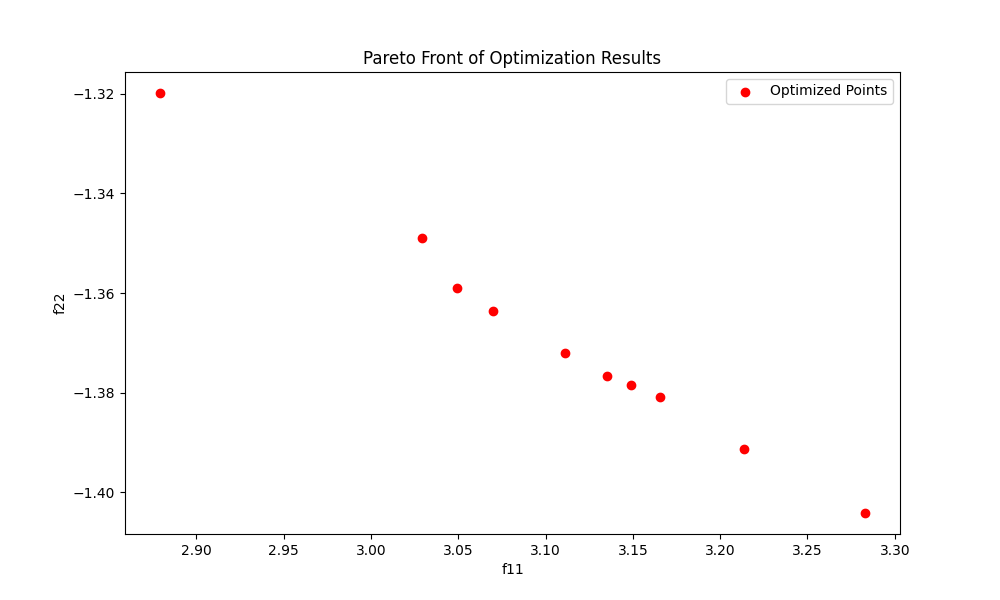 Pareto Front of Optimization Results
Optimized Points
−1.32
−1.34
−1.36
−1.38
−1.40
f22
2.90 2.95 3.00 3.05 3.10 3.15 3.20 3.25 3.30
f11